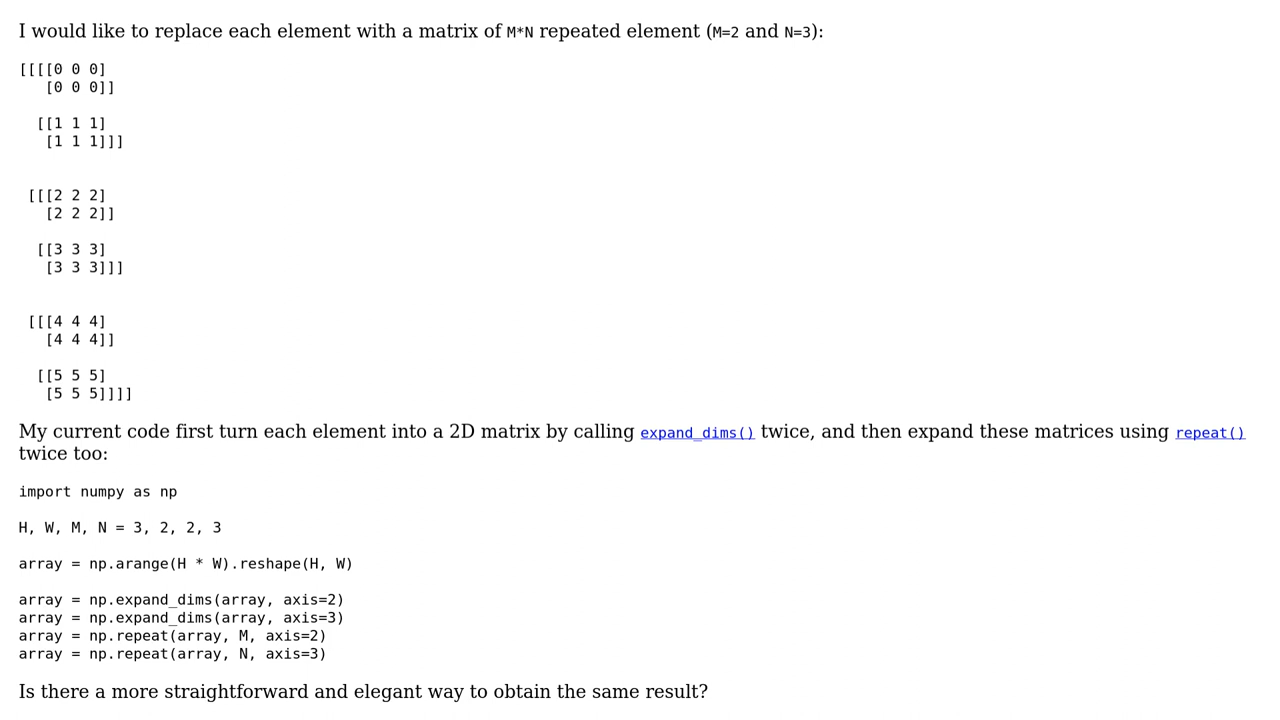 I would like to replace each element with a matrix of M*N repeated element (M=2 and N=3):
[[[[0 0 0]
   [0 0 0]]
  [[1 1 1]
   [1 1 1]]]
 [[[2 2 2]
   [2 2 2]]
  [[3 3 3]
   [3 3 3]]]
 [[[4 4 4]
   [4 4 4]]
  [[5 5 5]
   [5 5 5]]]]
My current code first turn each element into a 2D matrix by calling expand_dims() twice, and then expand these matrices using repeat()
twice too:
import numpy as np
H, W, M, N = 3, 2, 2, 3
array = np.arange(H * W).reshape(H, W)
array = np.expand_dims(array, axis=2)
array = np.expand_dims(array, axis=3)
array = np.repeat(array, M, axis=2)
array = np.repeat(array, N, axis=3)
Is there a more straightforward and elegant way to obtain the same result?